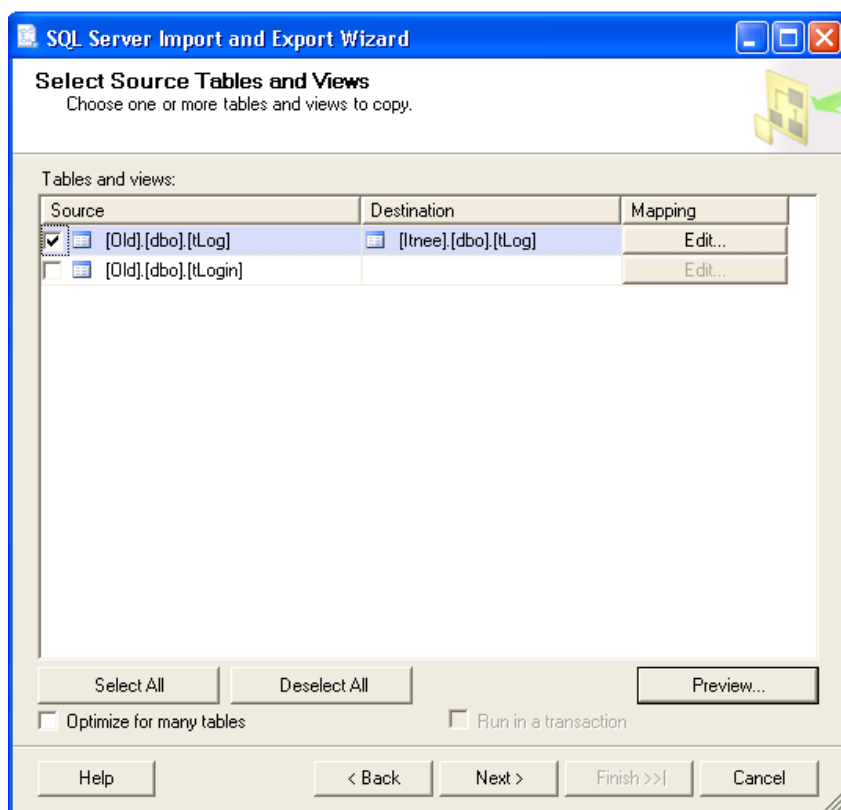 SQL Server Import and Export Wizard
Select Source Tables and Views
Choose one or more tables and views to copy.
Tables and views:
Source Destination Mapping
[Old].[dbo].[tLog] [Itnee].[dbo].[tLog] Edit...
[Old].[dbo].[tLogin] Edit...
Select All Deselect All Preview...
Optimize for many tables Run in a transaction
Help < Back Next > Finish >>| Cancel